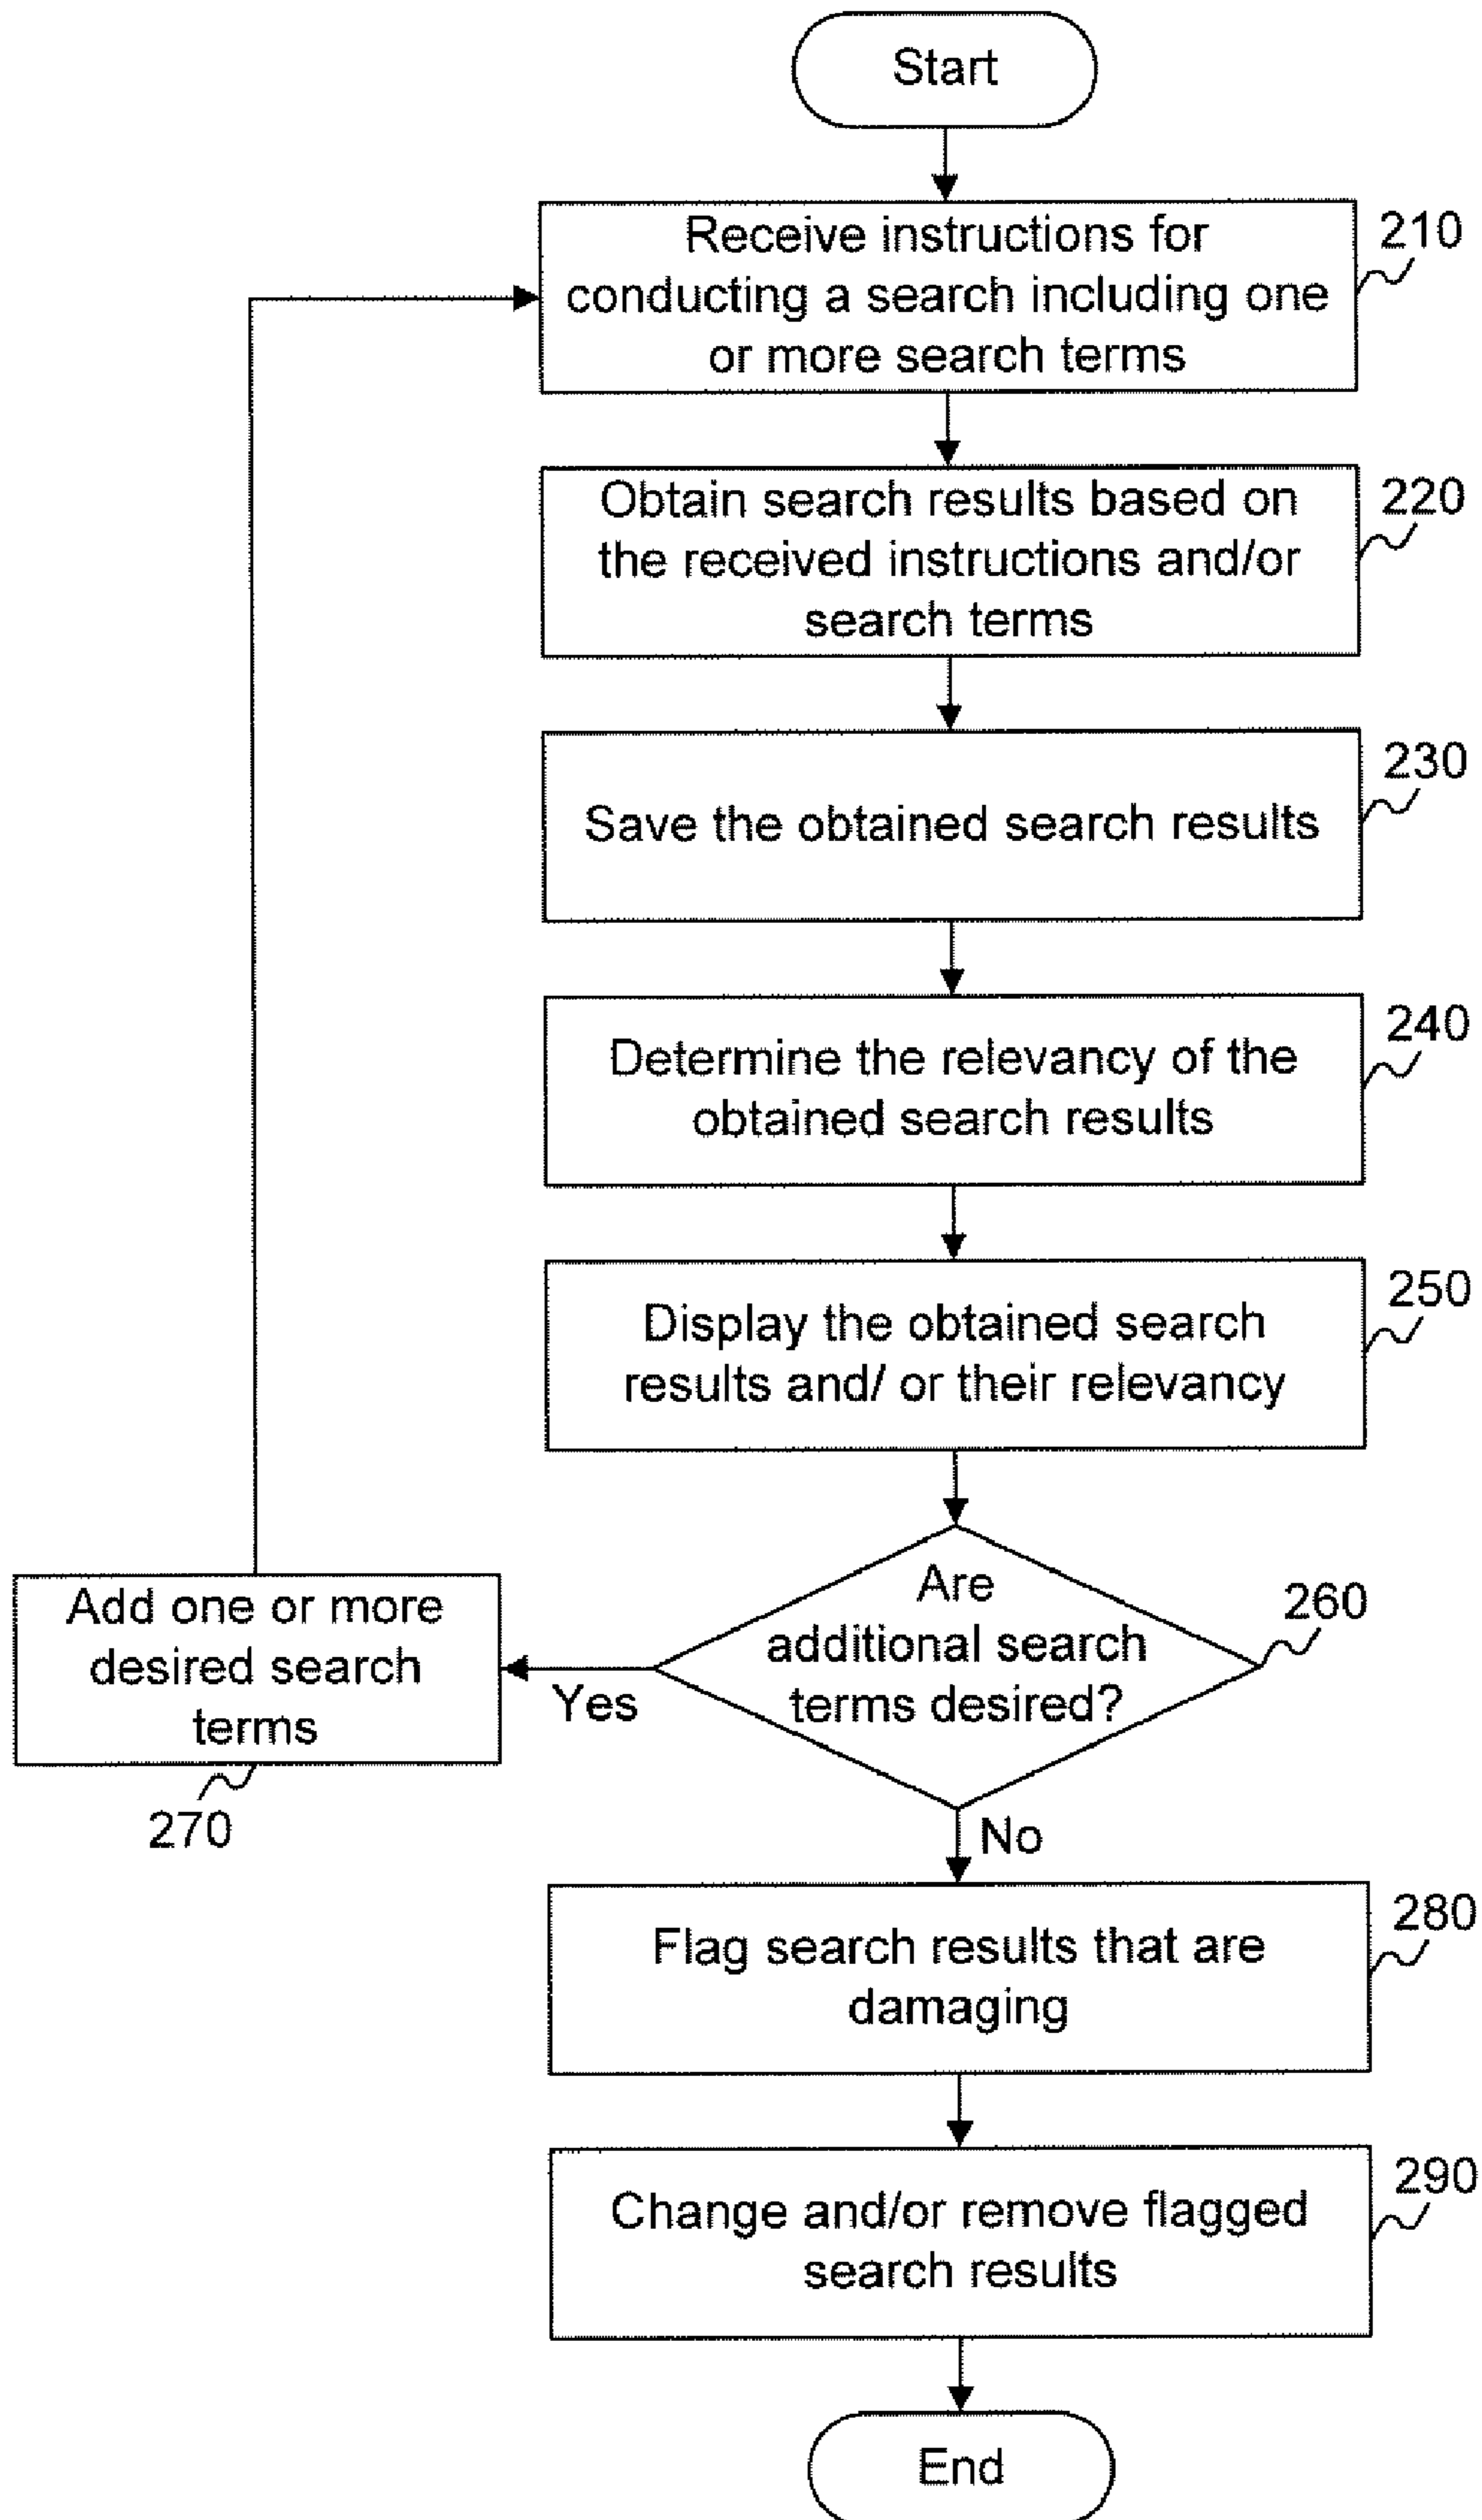 Start
Receive instructions for
conducting a search including one
or more search terms
210
Obtain search results based on
the received instructions and/or
search terms
220
Save the obtained search results
230
Determine the relevancy of the
obtained search results
240
Display the obtained search
results and/ or their relevancy
250
Are
additional search
terms desired?
260
Yes
Add one or more
desired search
terms
270
No
Flag search results that are
damaging
280
Change and/or remove flagged
search results
290
End